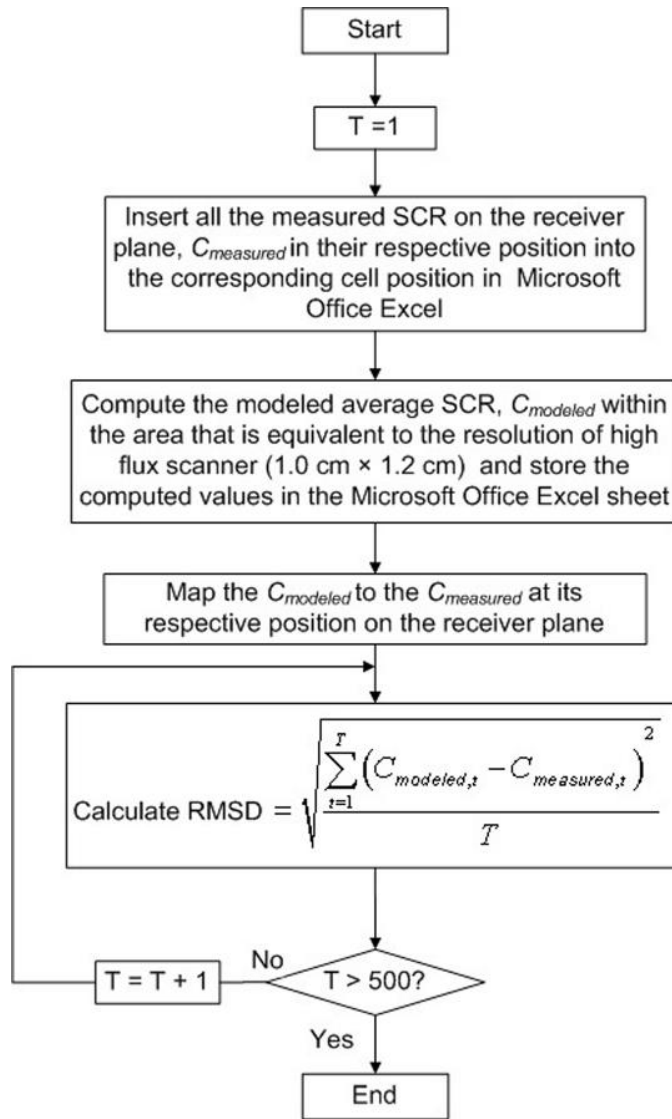 Start
T =1
Insert all the measured SCR on the receiver
plane, Cmeasured in their respective position into
the corresponding cell position in Microsoft
Office Excel
Compute the modeled average SCR, Cmodeled within
the area that is equivalent to the resolution of high
flux scanner (1.0 cm × 1.2 cm) and store the
computed values in the Microsoft Office Excel sheet
Map the Cmodeled to the Cmeasured at its
respective position on the receiver plane
Calculate RMSD = √(∑_{t=1}^{T} (C_{modeled,t} − C_{measured,t})² / T)
T > 500?
No
T = T + 1
Yes
End